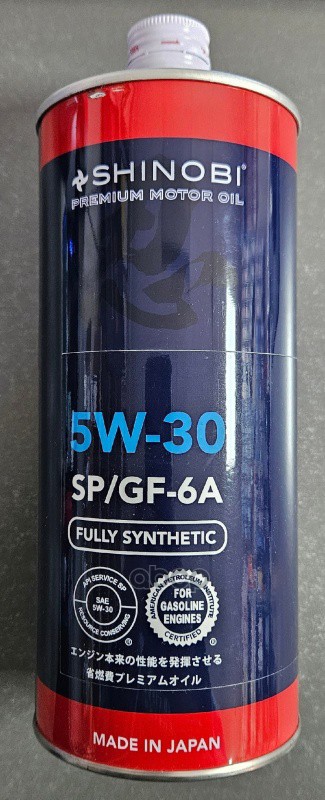 SHINOBI®
PREMIUM MOTOR OIL
5W-30
SP/GF-6A
FULLY SYNTHETIC
API SERVICE SP
SAE
5W-30
RESOURCE CONSERVING
®
AMERICAN PETROLEUM INSTITUTE
FOR
GASOLINE
ENGINES
CERTIFIED
®
エンジン本来の性能を発揮させる
省燃費プレミアムオイル
MADE IN JAPAN